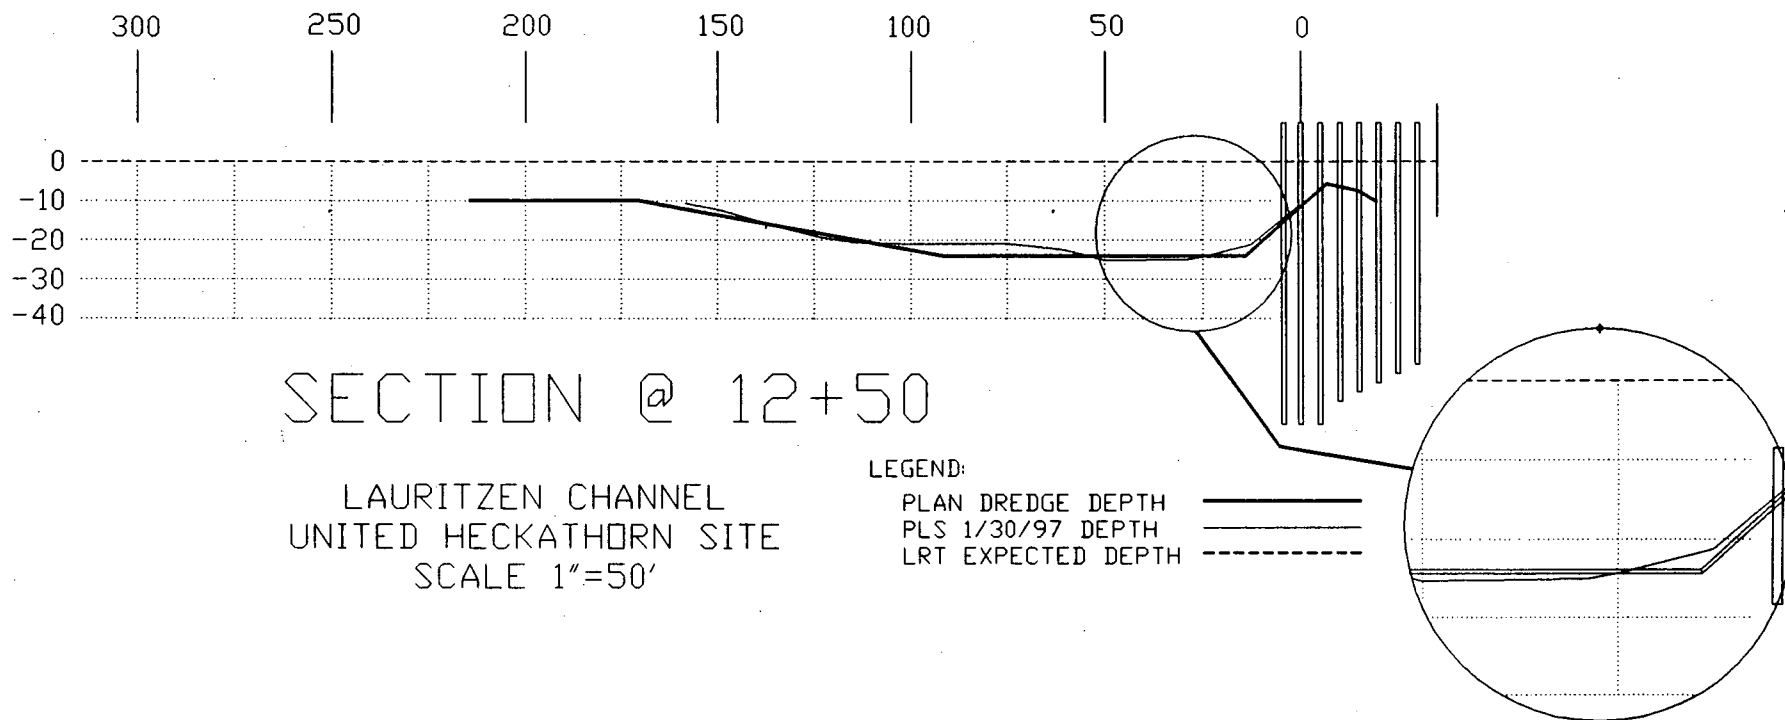 300 250 200 150 100 50 0
0
-10
-20
-30
-40
SECTION @ 12+50
LAURITZEN CHANNEL
UNITED HECKATHORN SITE
SCALE 1"=50'
LEGEND:
PLAN DREDGE DEPTH
PLS 1/30/97 DEPTH
LRT EXPECTED DEPTH